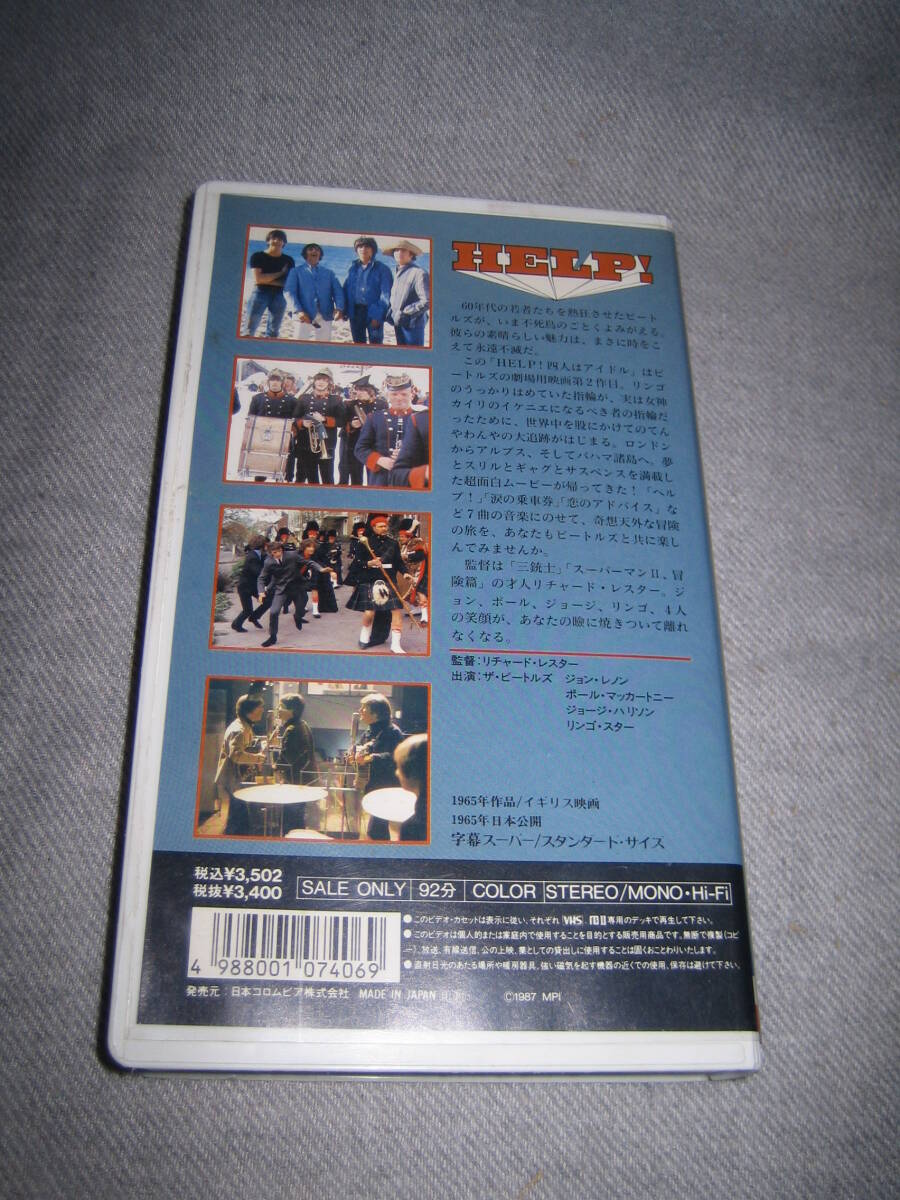 HELP!
60年代の若者たちを熱狂させたビート
ルズが、いま不死鳥のごとくよみがえる。
彼らの素晴らしい魅力は、まさに時をこ
えて永遠不滅だ。
この「HELP!四人はアイドル」はビ
ートルズの劇場用映画第2作目。リンゴ
のうっかりはめていた指輪が、実は女神
カイリのイケニエになるべき者の指輪だ
ったために、世界中を股にかけてのてん
やわんやの大追跡がはじまる。ロンドン
からアルプス、そしてバハマ諸島へ。夢
とスリルとギャグとサスペンスを満載し
た超面白ムービーが帰ってきた!「ヘル
プ!」「涙の乗車券」「恋のアドバイス」な
ど7曲の音楽にのせて、奇想天外な冒険
の旅を、あなたもビートルズと共に楽し
んでみませんか。
監督は「三銃士」「スーパーマンII、冒
険篇」の才人リチャード・レスター。ジ
ョン、ポール、ジョージ、リンゴ、4人
の笑顔が、あなたの瞼に焼きついて離れ
なくなる。
監督:リチャード・レスター
出演:ザ・ビートルズ ジョン・レノン
ポール・マッカートニー
ジョージ・ハリソン
リンゴ・スター
1965年作品/イギリス映画
1965年日本公開
字幕スーパー/スタンダード・サイズ
税込¥3,502
税抜¥3,400
SALE ONLY 92分 COLOR STEREO/MONO・Hi-Fi
●このビデオ・カセットは表示に従い、それぞれ VHS 専用のデッキで再生して下さい。
●このビデオは個人的または家庭内で使用することを目的とする販売用商品です。無断で複製(コピ
ー)、放送、有線送信、公の上映、業としての貸出しに使用することは固くおことわりいたします。
●直射日光のあたる場所や暖房器具、強い磁気を起す機器の近くでの使用、保存は避けて下さい。
4 988001 074069
発売元:日本コロムビア株式会社 MADE IN JAPAN
©1987 MPI